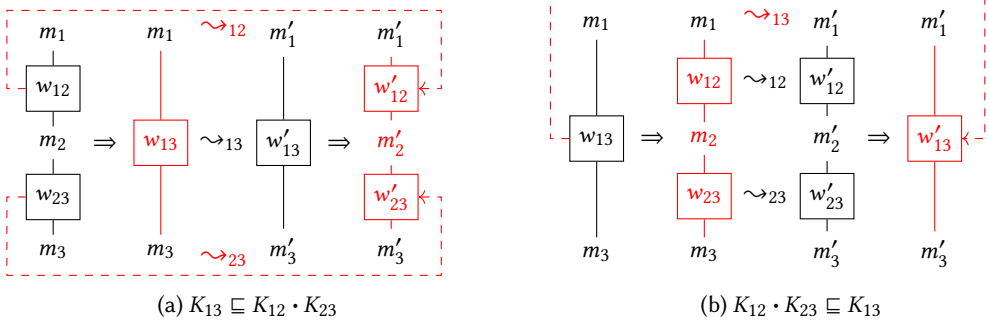 m₁ m₁ ⤳₁₂ m′₁ m′₁
w₁₂ w′₁₂
m₂ ⇒ w₁₃ ⤳₁₃ w′₁₃ ⇒ m′₂
w₂₃ w′₂₃
m₃ m₃ ⤳₂₃ m′₃ m′₃
(a) K₁₃ ⊑ K₁₂ • K₂₃
m₁ m₁ ⤳₁₃ m′₁ m′₁
w₁₂ ⤳₁₂ w′₁₂
w₁₃ ⇒ m₂ m′₂ ⇒ w′₁₃
w₂₃ ⤳₂₃ w′₂₃
m₃ m₃ m′₃ m′₃
(b) K₁₂ • K₂₃ ⊑ K₁₃